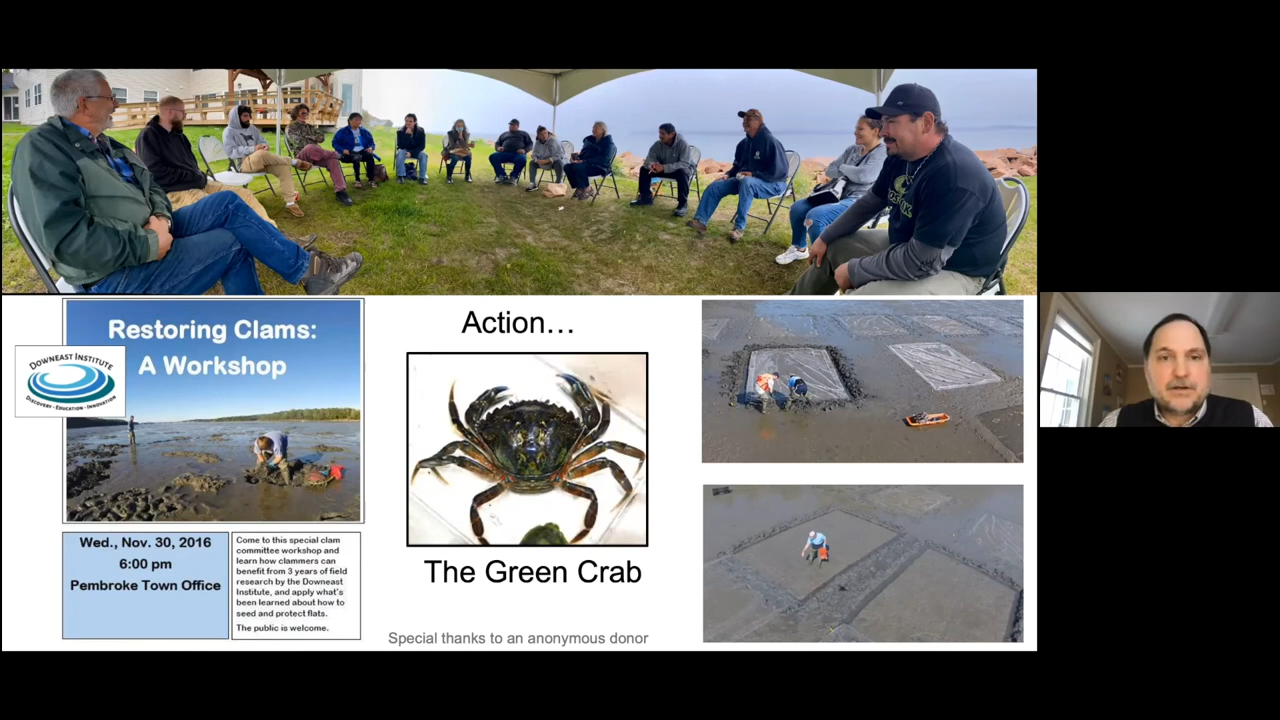 Restoring Clams:
A Workshop
DOWNEAST INSTITUTE
DISCOVERY - EDUCATION - INNOVATION
Wed., Nov. 30, 2016
6:00 pm
Pembroke Town Office
Come to this special clam
committee workshop and
learn how clammers can
benefit from 3 years of field
research by the Downeast
Institute, and apply what's
been learned about how to
seed and protect flats.
The public is welcome.
Action...
The Green Crab
Special thanks to an anonymous donor